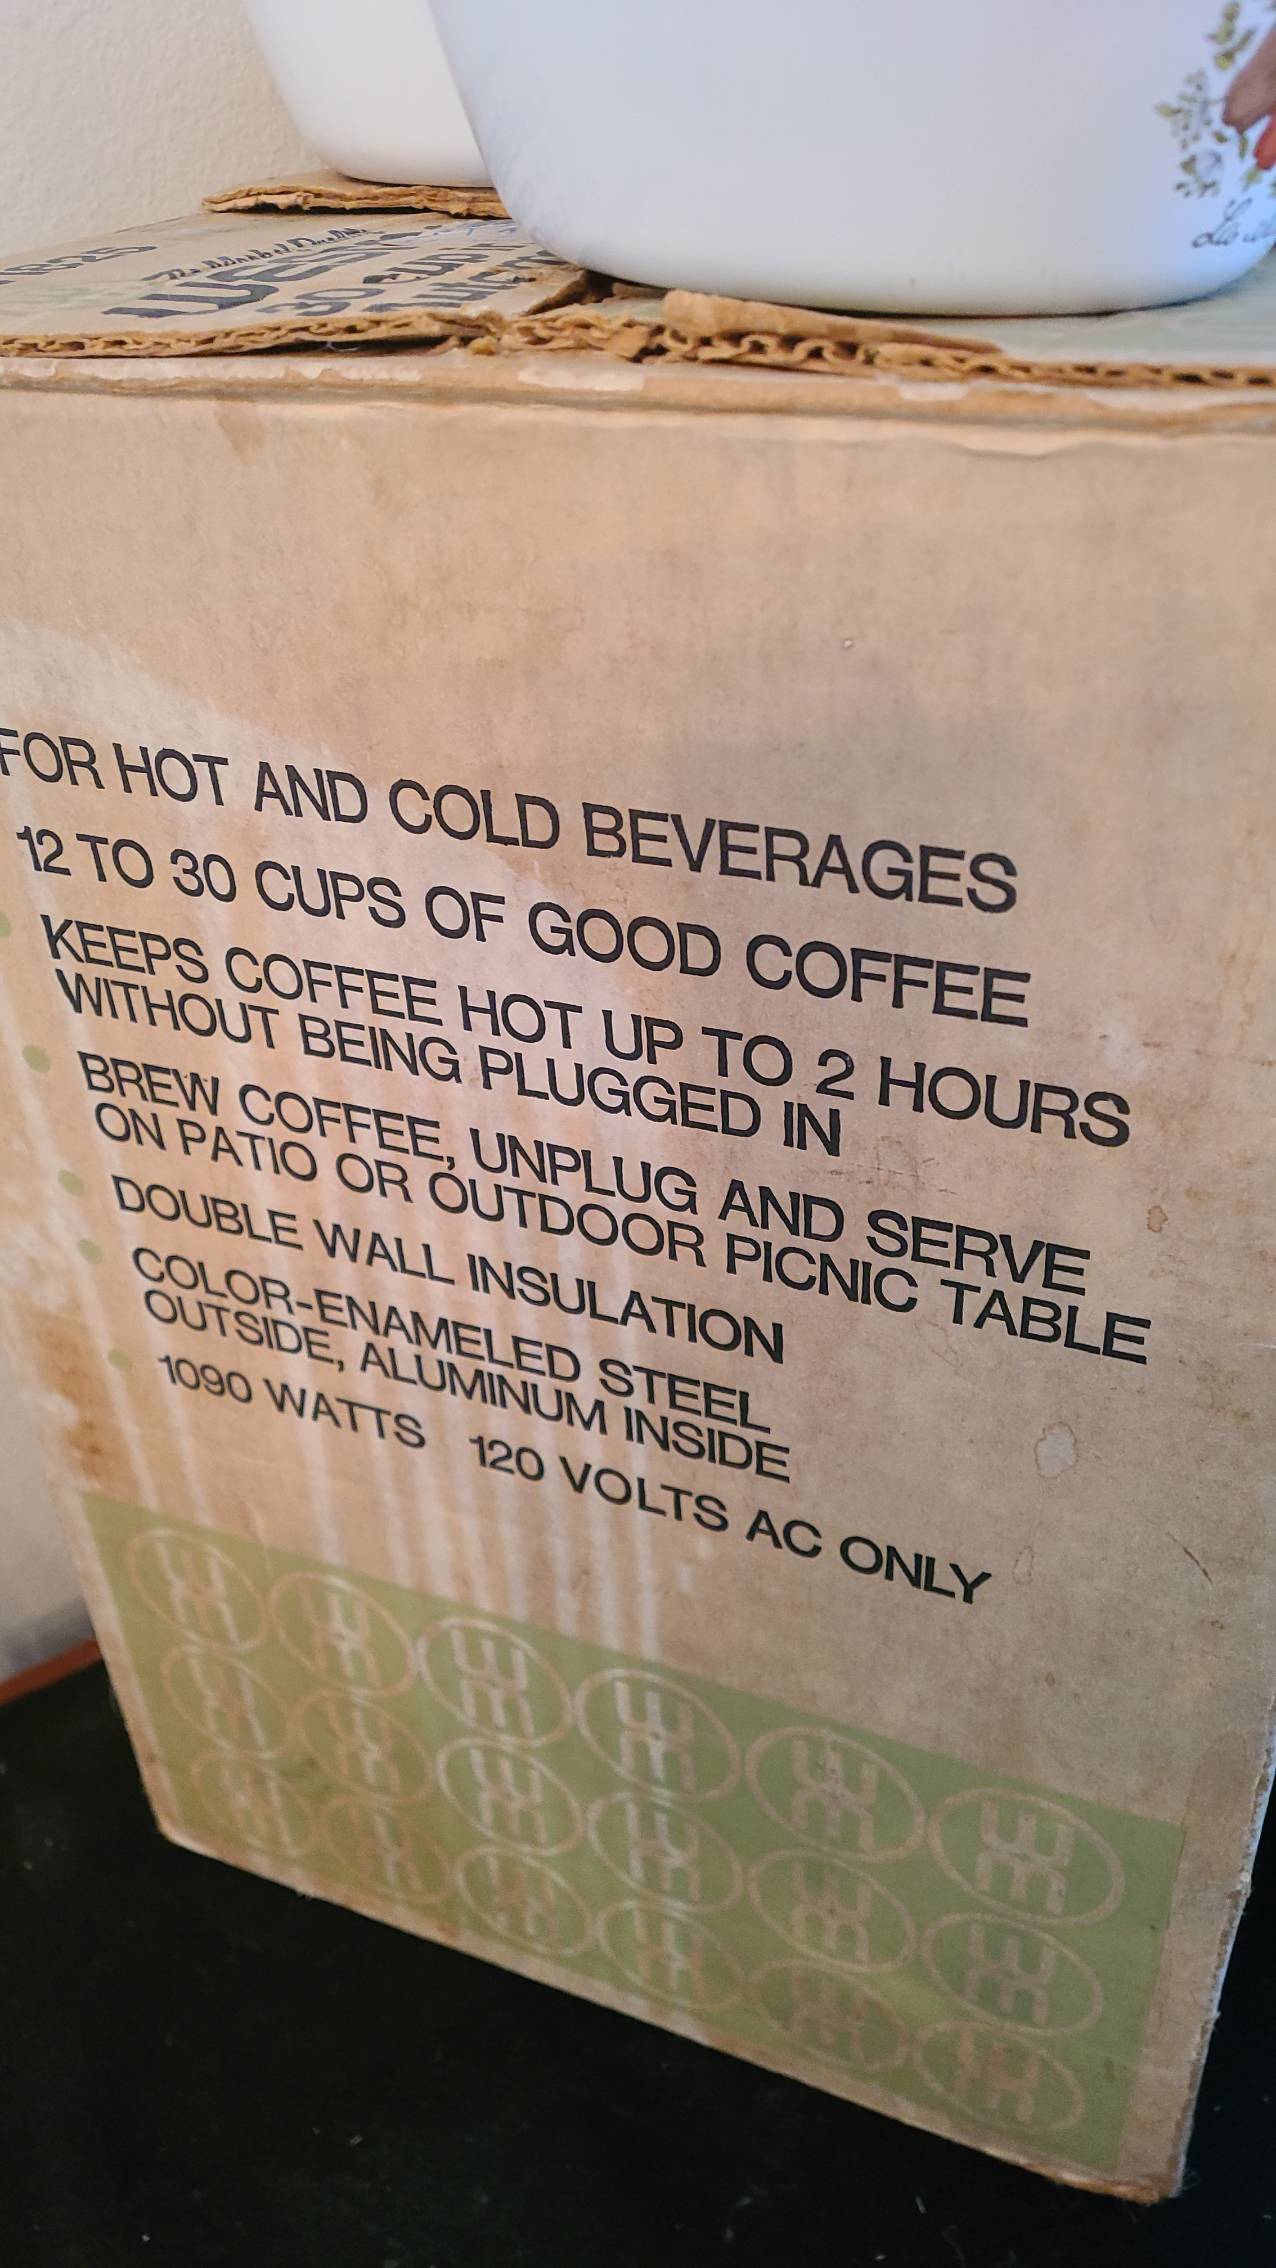 30 cup
FOR HOT AND COLD BEVERAGES
12 TO 30 CUPS OF GOOD COFFEE
KEEPS COFFEE HOT UP TO 2 HOURS
WITHOUT BEING PLUGGED IN
BREW COFFEE, UNPLUG AND SERVE
ON PATIO OR OUTDOOR PICNIC TABLE
DOUBLE WALL INSULATION
COLOR-ENAMELED STEEL
OUTSIDE, ALUMINUM INSIDE
1090 WATTS 120 VOLTS AC ONLY